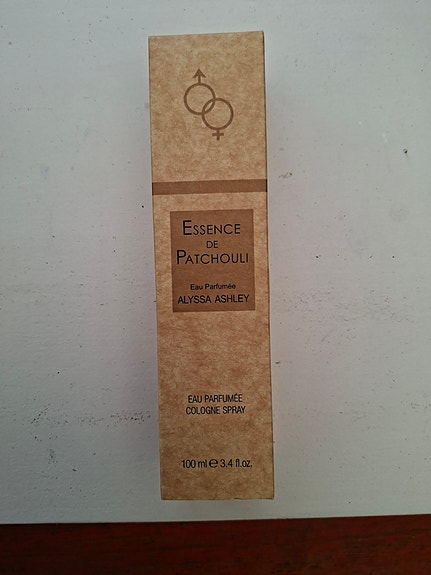 ESSENCE
DE
PATCHOULI
Eau Parfumée
ALYSSA ASHLEY
EAU PARFUMÉE
COLOGNE SPRAY
100 ml ℮ 3,4 fl.oz.